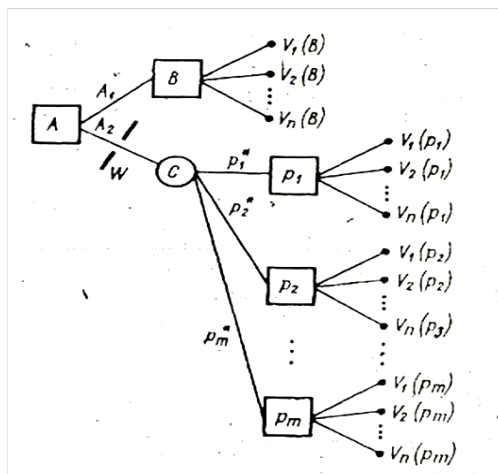 V₁(B)
A₁ B V₂(B)
Vₙ(B)
A A₂
W C p₁* p₁ V₁(p₁)
V₂(p₁)
Vₙ(p₁)
p₂* p₂ V₁(p₂)
V₂(p₂)
Vₙ(p₃)
pₘ* pₘ V₁(pₘ)
V₂(pₘ)
Vₙ(pₘ)